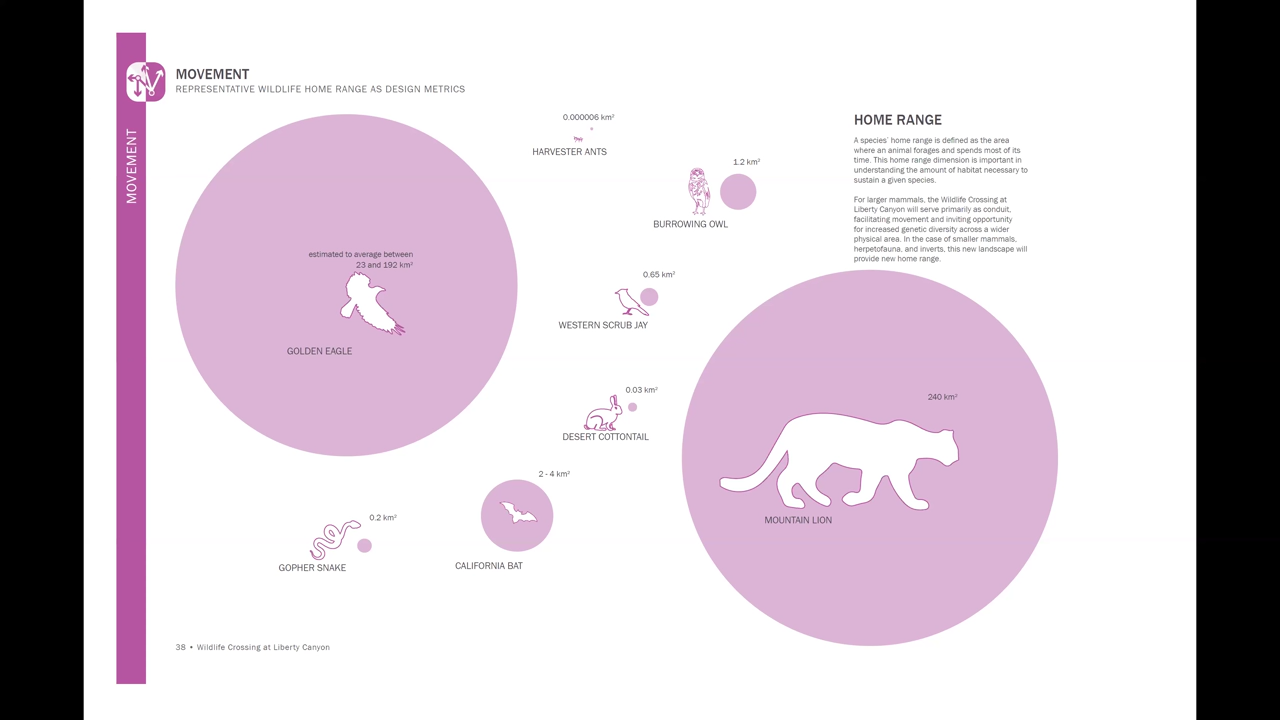 MOVEMENT
MOVEMENT
REPRESENTATIVE WILDLIFE HOME RANGE AS DESIGN METRICS
0.000006 km²
HARVESTER ANTS
1.2 km²
BURROWING OWL
HOME RANGE
A species' home range is defined as the area
where an animal forages and spends most of its
time. This home range dimension is important in
understanding the amount of habitat necessary to
sustain a given species.
For larger mammals, the Wildlife Crossing at
Liberty Canyon will serve primarily as conduit,
facilitating movement and inviting opportunity
for increased genetic diversity across a wider
physical area. In the case of smaller mammals,
herpetofauna, and inverts, this new landscape will
provide new home range.
estimated to average between
23 and 192 km²
GOLDEN EAGLE
0.65 km²
WESTERN SCRUB JAY
0.03 km²
DESERT COTTONTAIL
240 km²
MOUNTAIN LION
2 - 4 km²
CALIFORNIA BAT
0.2 km²
GOPHER SNAKE
38 • Wildlife Crossing at Liberty Canyon